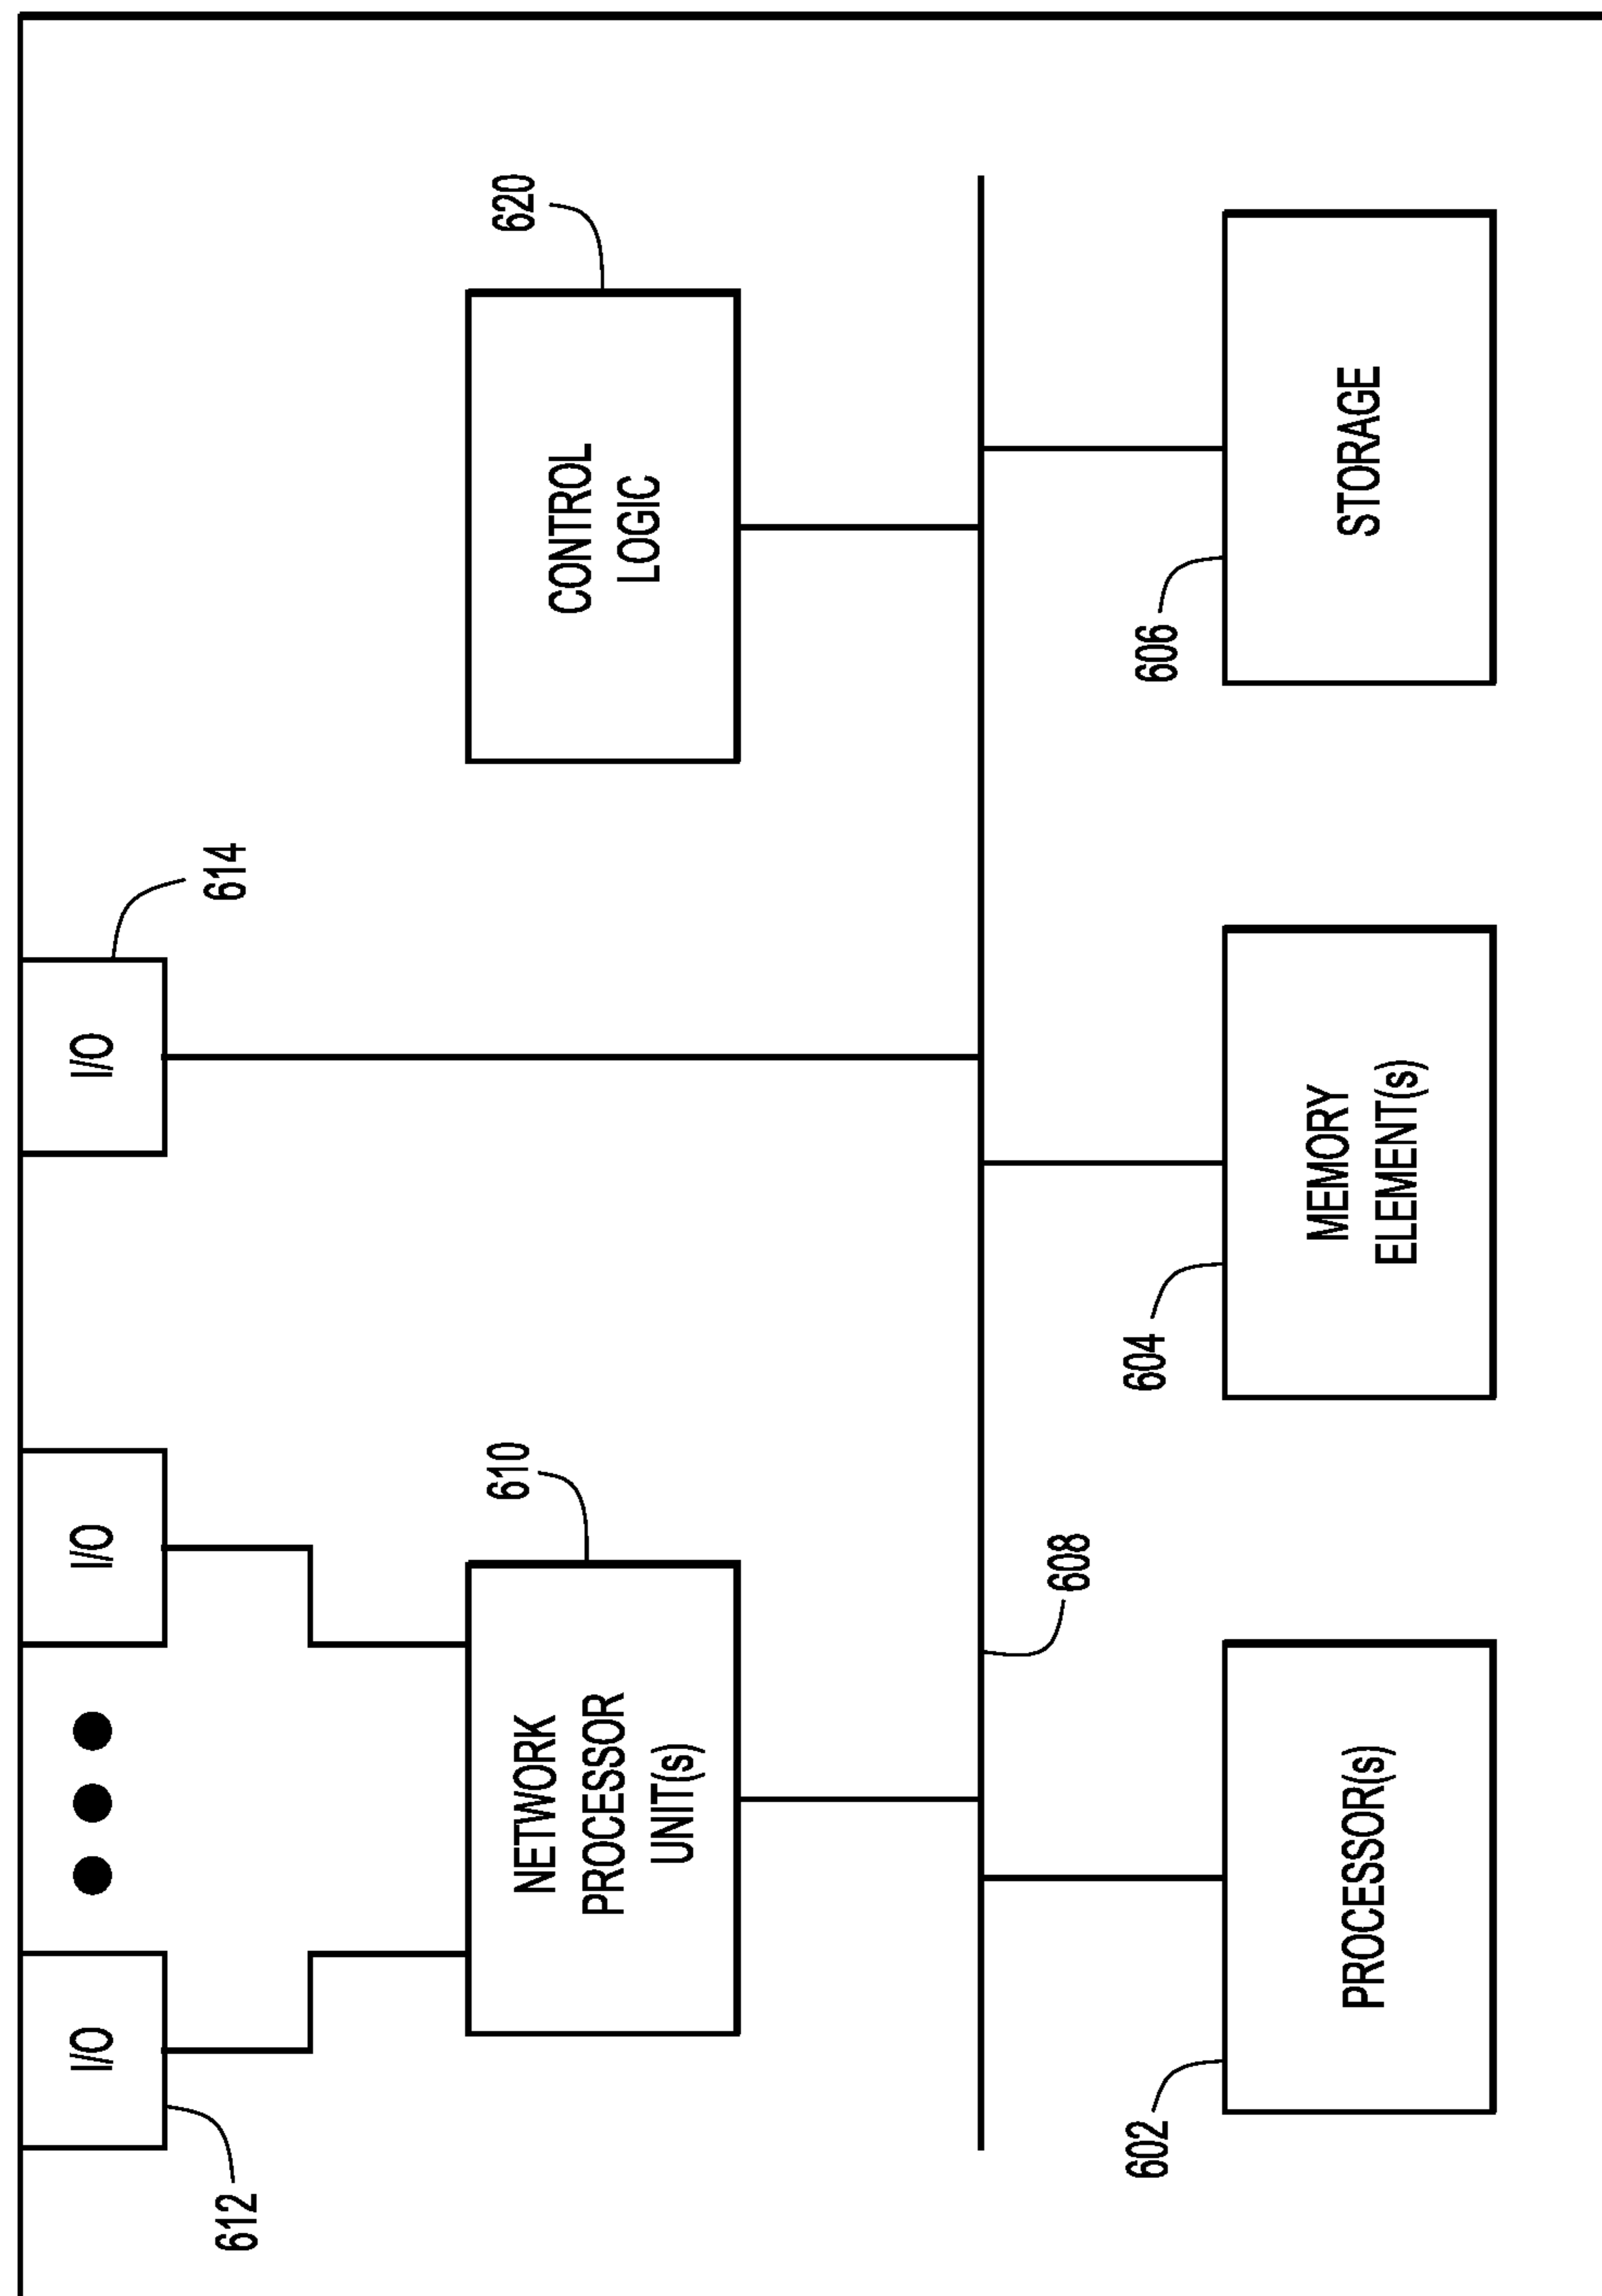 I/O
I/O
I/O
612
614
610
620
NETWORK
PROCESSOR
UNIT(s)
CONTROL
LOGIC
608
602
604
606
PROCESSOR(s)
MEMORY
ELEMENT(s)
STORAGE